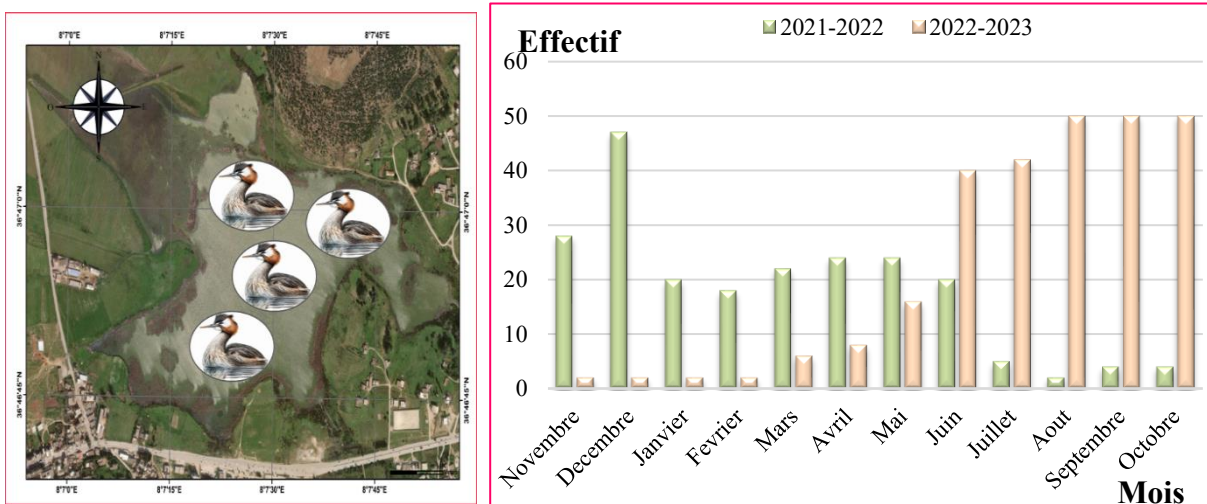 8°7'0"E 8°7'15"E 8°7'30"E 8°7'45"E
N
O E
36°47'0"N 36°47'0"N
36°46'45"N 36°46'45"N
8°7'0"E 8°7'15"E 8°7'30"E 8°7'45"E
Effectif
2021-2022 2022-2023
60
50
40
30
20
10
0
Novembre Decembre Janvier Fevrier Mars Avril Mai Juin Juillet Aout Septembre Octobre
Mois